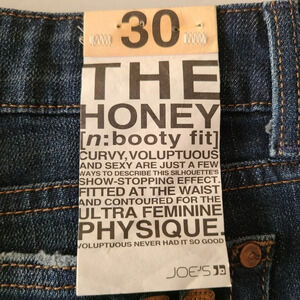 30
THE
HONEY
[n:booty fit]
CURVY, VOLUPTUOUS
AND SEXY ARE JUST A FEW
WAYS TO DESCRIBE THIS SILHOUETTE'S
SHOW-STOPPING EFFECT.
FITTED AT THE WAIST
AND CONTOURED FOR THE
ULTRA FEMININE
PHYSIQUE.
VOLUPTUOUS NEVER HAD IT SO GOOD
JOE'S